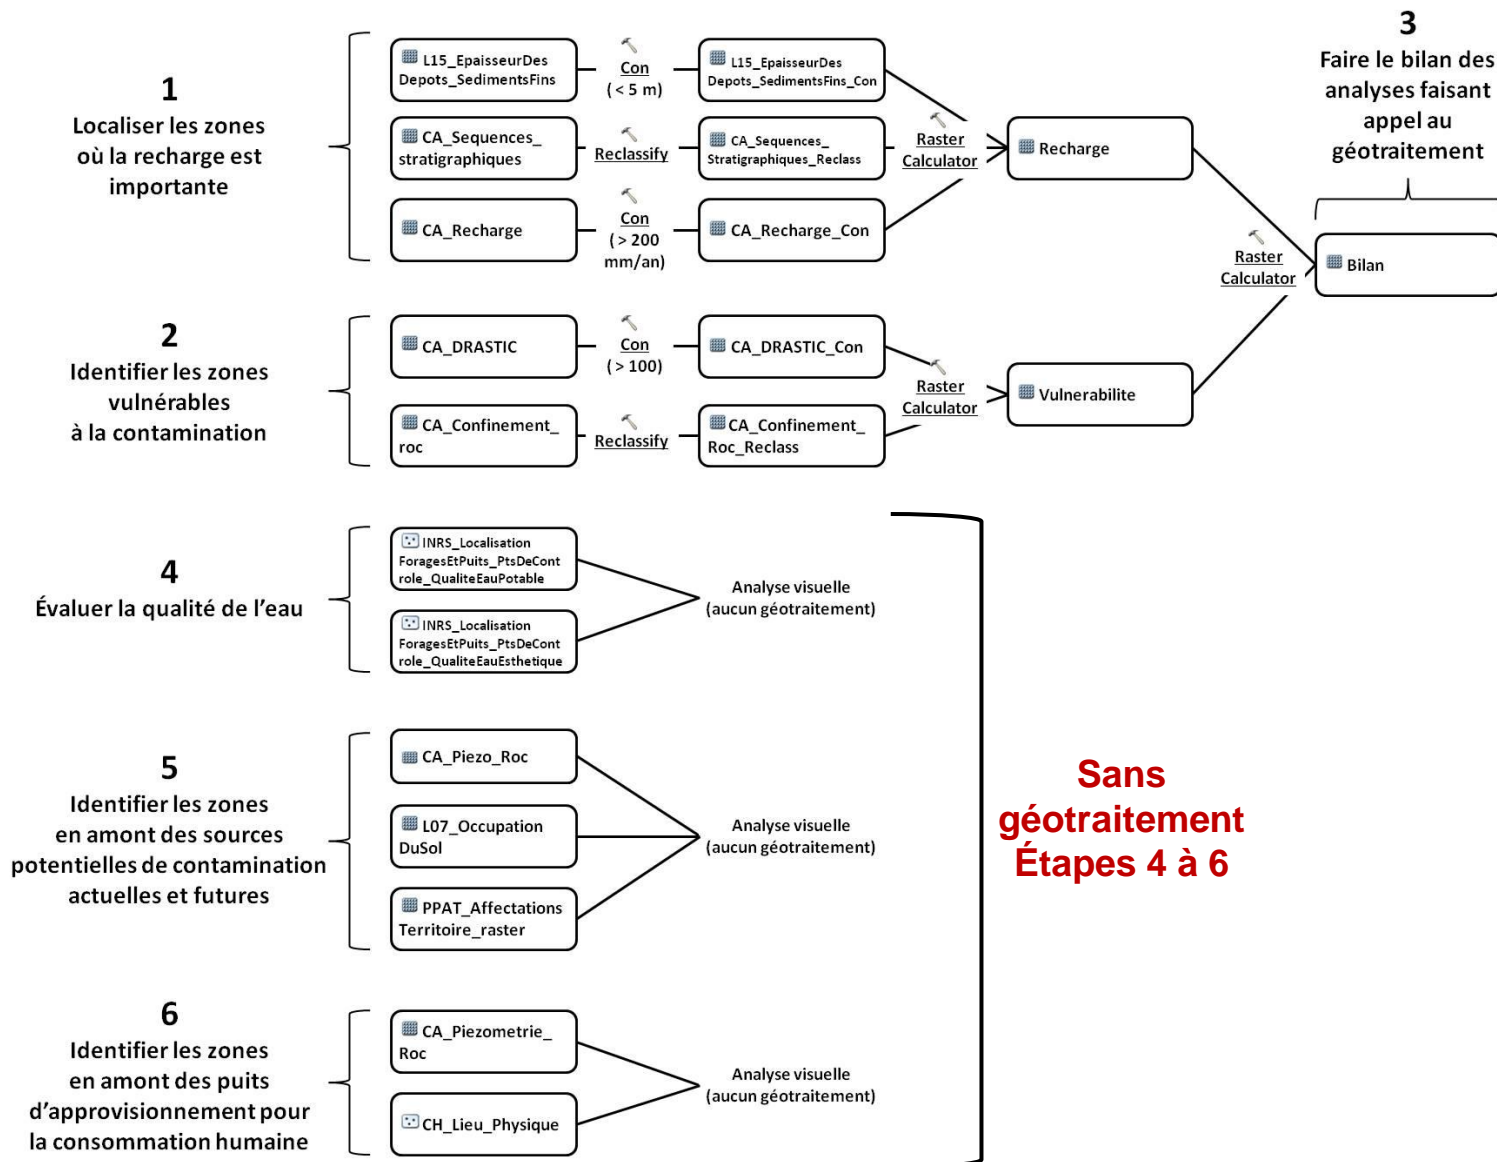 1
Localiser les zones
où la recharge est
importante
L15_EpaisseurDes
Depots_SedimentsFins
Con
( < 5 m)
L15_EpaisseurDes
Depots_SedimentsFins_Con
CA_Sequences_
stratigraphiques
Reclassify
CA_Sequences_
Stratigraphiques_Reclass
CA_Recharge
Con
( > 200
mm/an)
CA_Recharge_Con
Raster
Calculator
Recharge
3
Faire le bilan des
analyses faisant
appel au
géotraitement
Raster
Calculator
Bilan
2
Identifier les zones
vulnérables
à la contamination
CA_DRASTIC
Con
( > 100)
CA_DRASTIC_Con
CA_Confinement_
roc
Reclassify
CA_Confinement_
Roc_Reclass
Raster
Calculator
Vulnerabilite
4
Évaluer la qualité de l'eau
INRS_Localisation
ForagesEtPuits_PtsDeCont
role_QualiteEauPotable
INRS_Localisation
ForagesEtPuits_PtsDeCont
role_QualiteEauEsthetique
Analyse visuelle
(aucun géotraitement)
5
Identifier les zones
en amont des sources
potentielles de contamination
actuelles et futures
CA_Piezo_Roc
L07_Occupation
DuSol
PPAT_Affectations
Territoire_raster
Analyse visuelle
(aucun géotraitement)
Sans
géotraitement
Étapes 4 à 6
6
Identifier les zones
en amont des puits
d'approvisionnement pour
la consommation humaine
CA_Piezometrie_
Roc
CH_Lieu_Physique
Analyse visuelle
(aucun géotraitement)